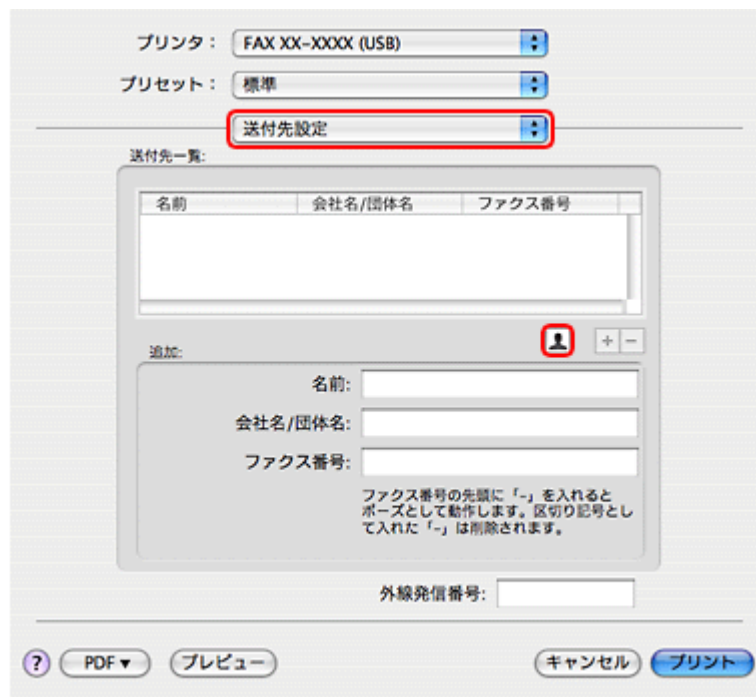 プリンタ： FAX XX-XXXX (USB)
プリセット： 標準
送付先設定
送付先一覧:
名前 会社名/団体名 ファクス番号
+ −
追加:
名前:
会社名/団体名:
ファクス番号:
ファクス番号の先頭に「-」を入れると
ポーズとして動作します。区切り記号とし
て入れた「-」は削除されます。
外線発信番号:
? PDF▼ プレビュー キャンセル プリント